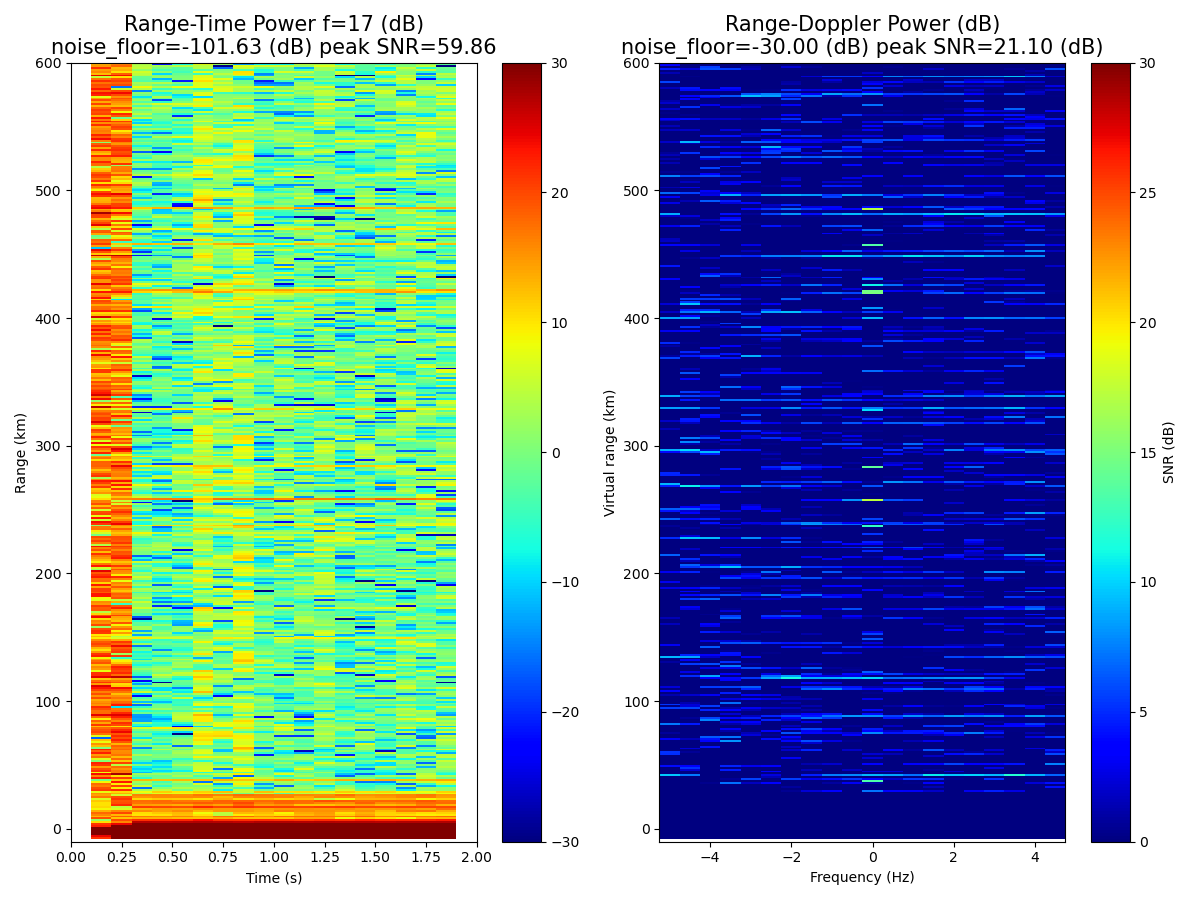 Range-Time Power f=17 (dB)
noise_floor=-101.63 (dB) peak SNR=59.86
Range (km)
600
500
400
300
200
100
0
0.00 0.25 0.50 0.75 1.00 1.25 1.50 1.75 2.00
Time (s)
30
20
10
0
−10
−20
−30
Range-Doppler Power (dB)
noise_floor=-30.00 (dB) peak SNR=21.10 (dB)
Virtual range (km)
600
500
400
300
200
100
0
−4 −2 0 2 4
Frequency (Hz)
30
25
20
15
10
5
0
SNR (dB)